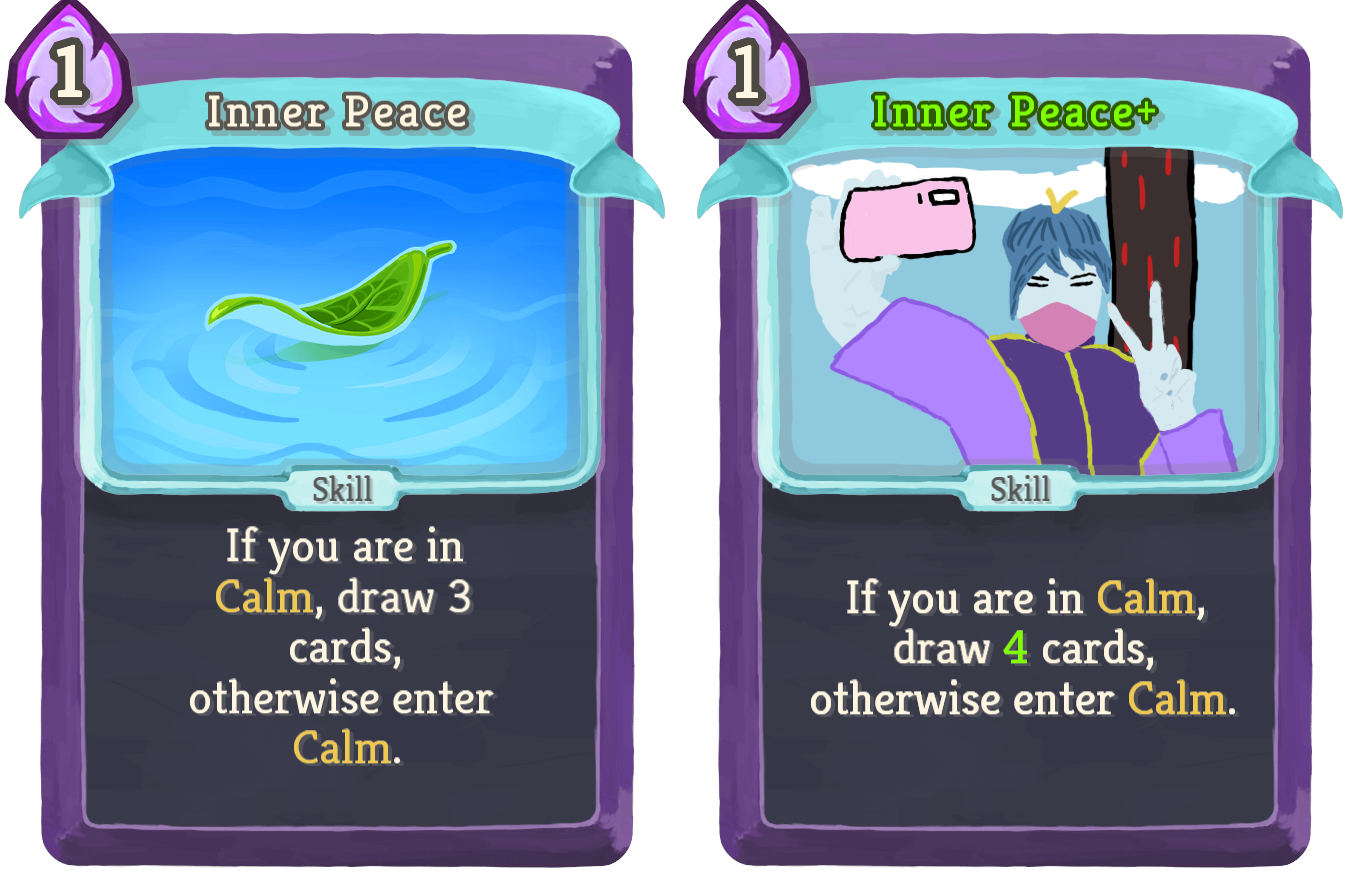 1
Inner Peace
Skill
If you are in
Calm, draw 3
cards,
otherwise enter
Calm.
1
Inner Peace+
Skill
If you are in Calm,
draw 4 cards,
otherwise enter Calm.